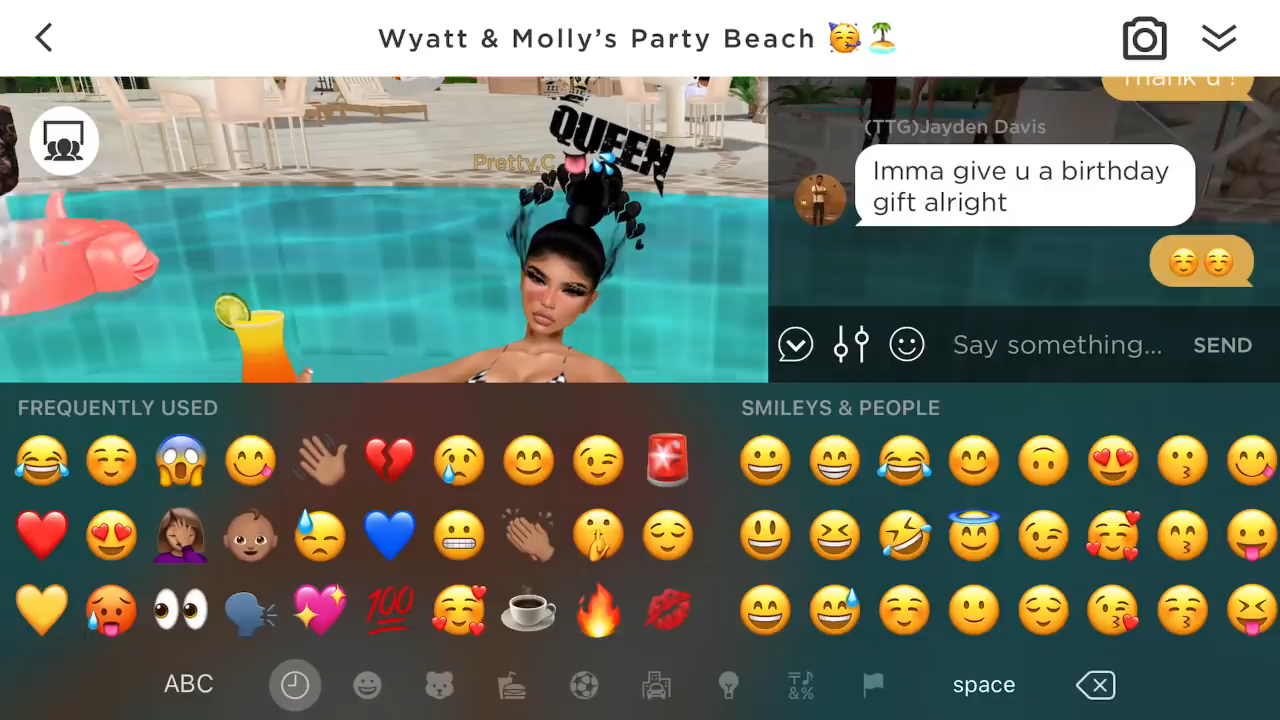 Wyatt & Molly's Party Beach 🥳🏝️
QUEEN
Pretty.C
Thank u !
(TTG)Jayden Davis
Imma give u a birthday
gift alright
☺️☺️
Say something...
SEND
FREQUENTLY USED
SMILEYS & PEOPLE
100
ABC
space